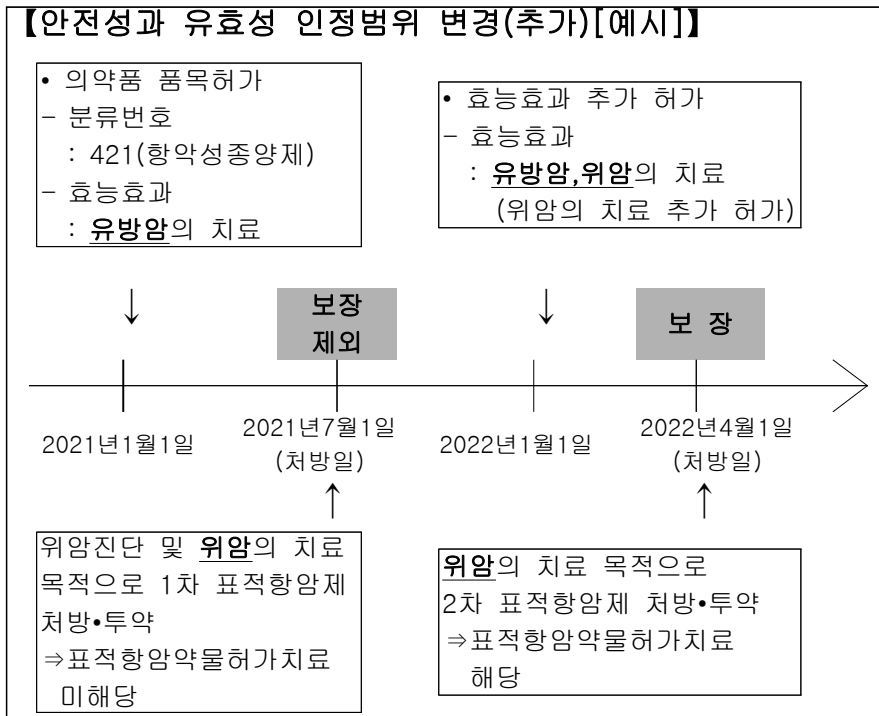 【안전성과 유효성 인정범위 변경(추가)[예시]】
• 의약품 품목허가
- 분류번호
: 421(항악성종양제)
- 효능효과
: 유방암의 치료
• 효능효과 추가 허가
- 효능효과
: 유방암,위암의 치료
(위암의 치료 추가 허가)
↓
보장
제외
↓
보 장
2021년1월1일
2021년7월1일
(처방일)
2022년1월1일
2022년4월1일
(처방일)
↑
↑
위암진단 및 위암의 치료
목적으로 1차 표적항암제
처방•투약
⇒표적항암약물허가치료
미해당
위암의 치료 목적으로
2차 표적항암제 처방•투약
⇒표적항암약물허가치료
해당